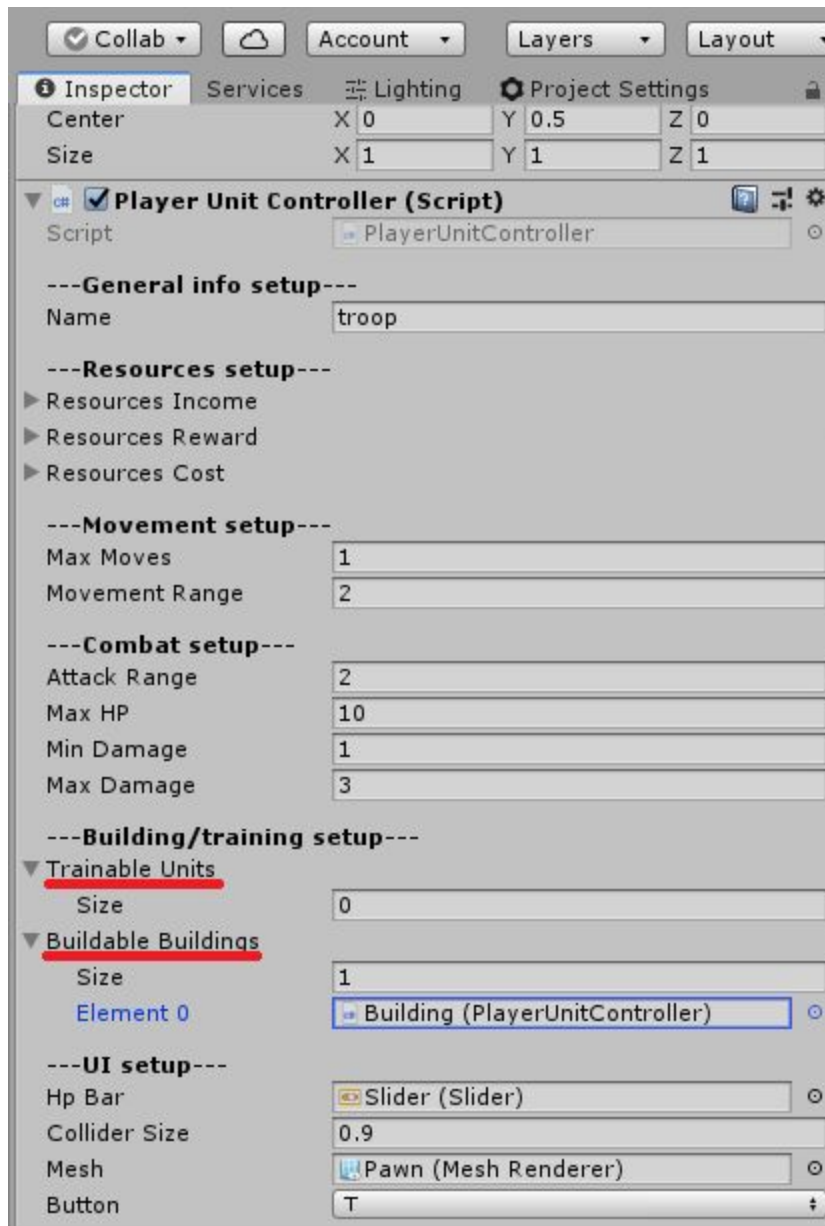 Collab Account Layers Layout
Inspector Services Lighting Project Settings
Center X 0 Y 0.5 Z 0
Size X 1 Y 1 Z 1
Player Unit Controller (Script)
Script PlayerUnitController
---General info setup---
Name troop
---Resources setup---
Resources Income
Resources Reward
Resources Cost
---Movement setup---
Max Moves 1
Movement Range 2
---Combat setup---
Attack Range 2
Max HP 10
Min Damage 1
Max Damage 3
---Building/training setup---
Trainable Units
Size 0
Buildable Buildings
Size 1
Element 0 Building (PlayerUnitController)
---UI setup---
Hp Bar Slider (Slider)
Collider Size 0.9
Mesh Pawn (Mesh Renderer)
Button T